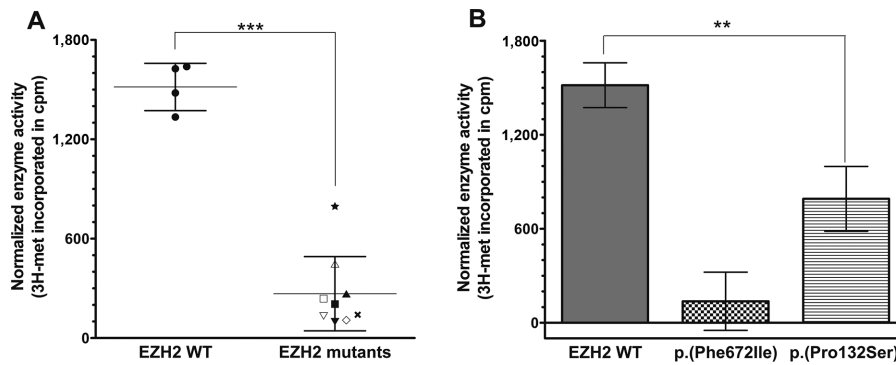 A
***
Normalized enzyme activity
(3H-met incorporated in cpm)
1,800
1,200
600
0
EZH2 WT
EZH2 mutants
B
**
Normalized enzyme activity
(3H-met incorporated in cpm)
1,800
1,200
600
0
EZH2 WT
p.(Phe672Ile)
p.(Pro132Ser)